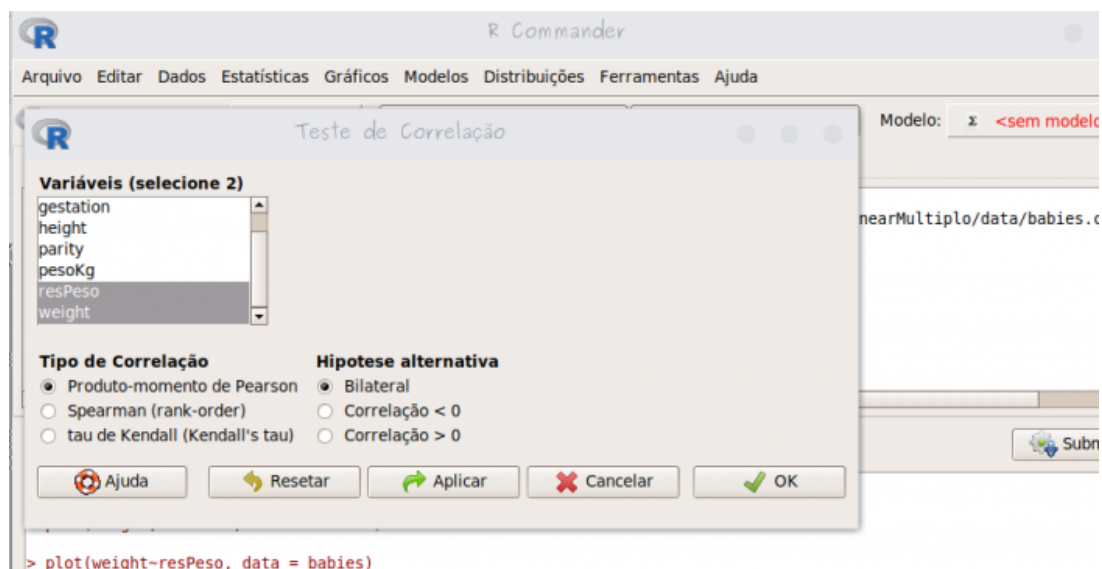 R Commander
Arquivo Editar Dados Estatísticas Gráficos Modelos Distribuições Ferramentas Ajuda
R
Teste de Correlação
Modelo: Σ <sem modelo
Variáveis (selecione 2)
gestation
height
parity
pesoKg
resPeso
weight
nearMultiplo/data/babies.c
Tipo de Correlação
Hipotese alternativa
Produto-momento de Pearson
Bilateral
Spearman (rank-order)
Correlação < 0
tau de Kendall (Kendall's tau)
Correlação > 0
Subm
Ajuda
Resetar
Aplicar
Cancelar
OK
> plot(weight~resPeso, data = babies)